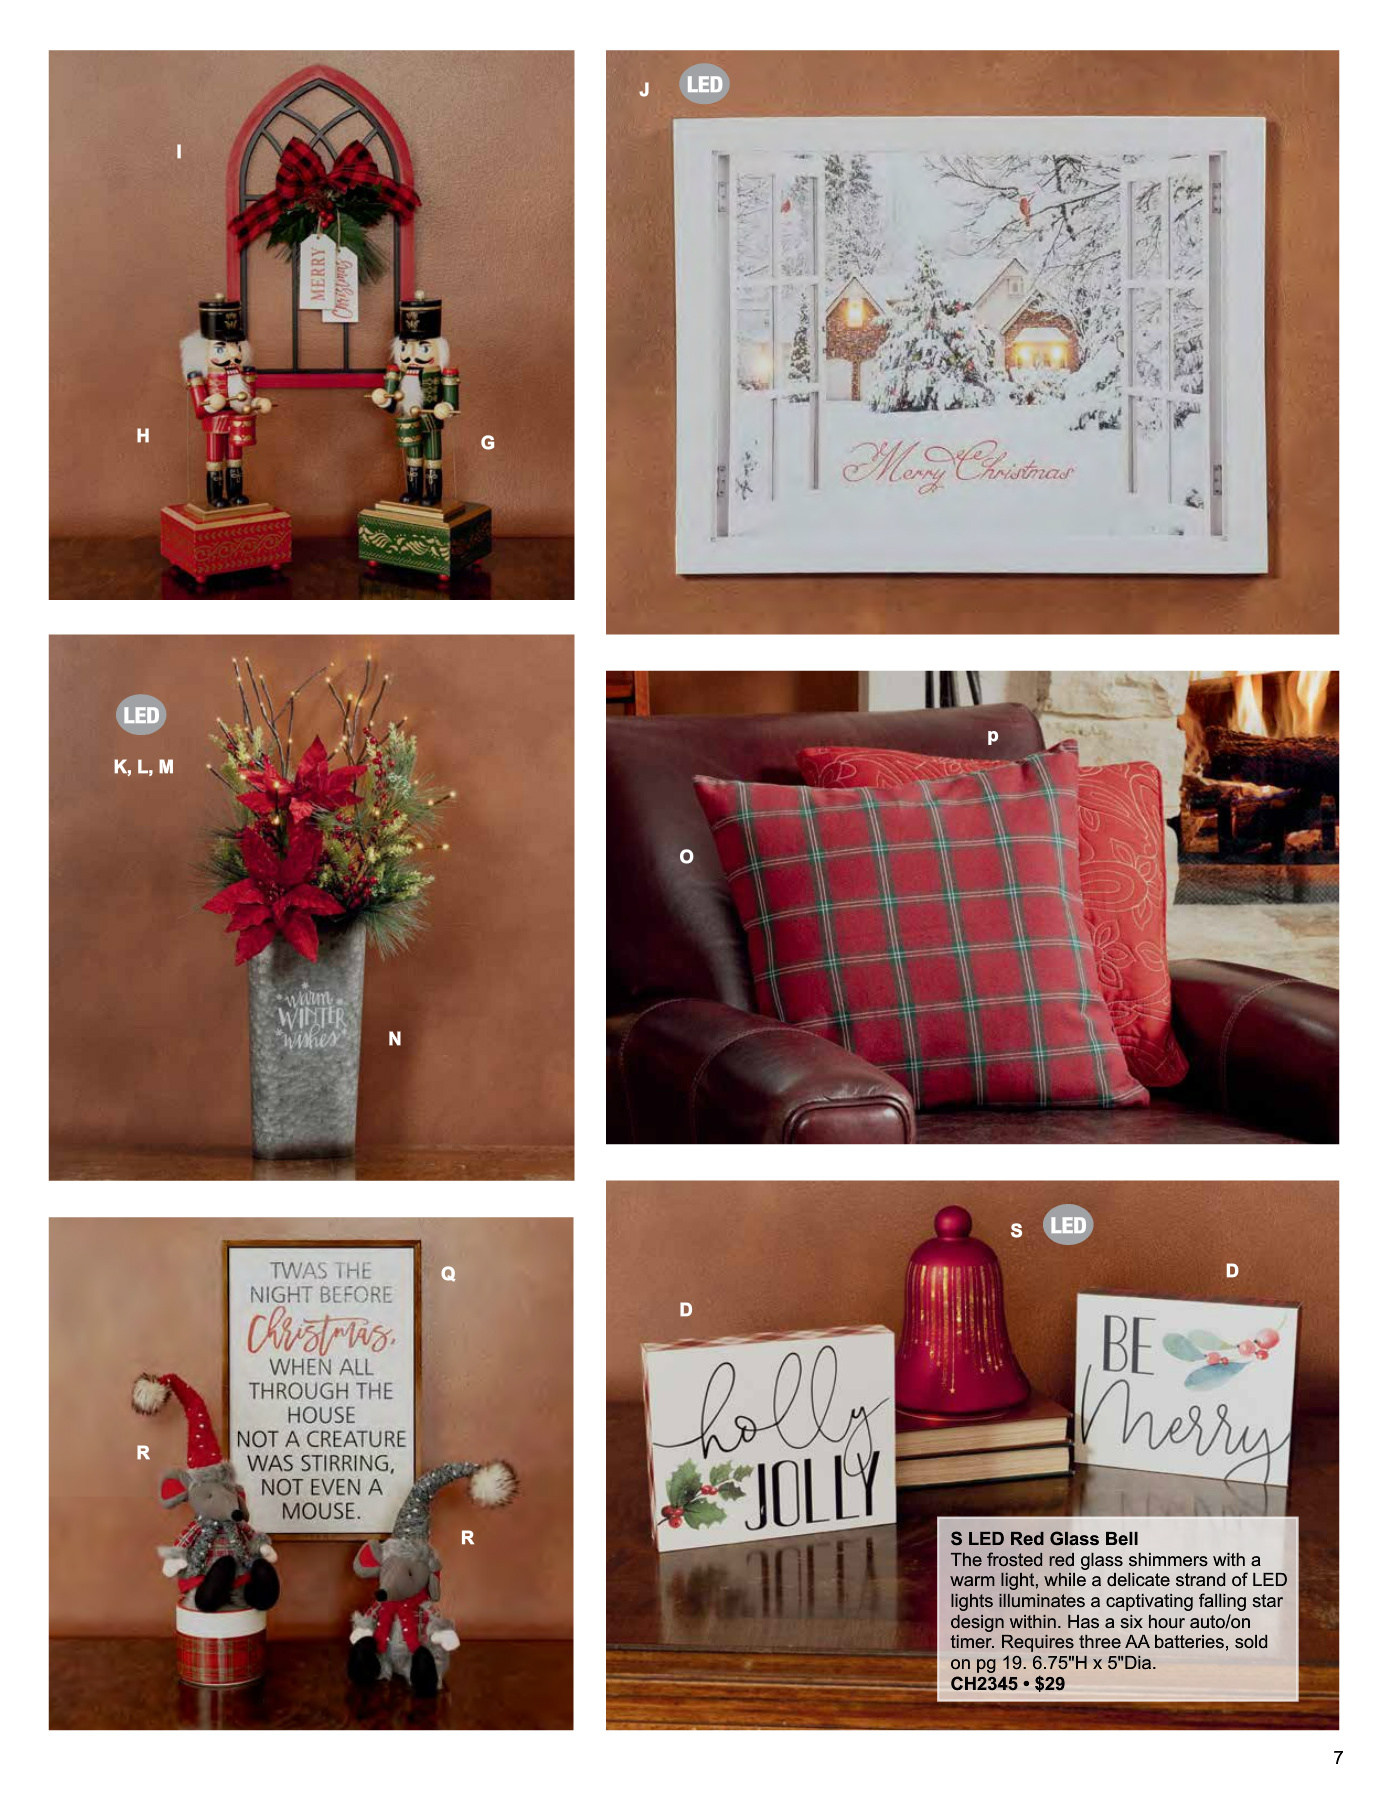 I
MERRY
Christmas
H
G
J
LED
Merry Christmas
LED
K, L, M
warm
WINTER
wishes
N
P
O
Q
TWAS THE
NIGHT BEFORE
Christmas,
WHEN ALL
THROUGH THE
HOUSE
NOT A CREATURE
WAS STIRRING,
NOT EVEN A
MOUSE.
R
R
S
LED
D
D
holly
JOLLY
BE
Merry
S LED Red Glass Bell
The frosted red glass shimmers with a
warm light, while a delicate strand of LED
lights illuminates a captivating falling star
design within. Has a six hour auto/on
timer. Requires three AA batteries, sold
on pg 19. 6.75"H x 5"Dia.
CH2345 • $29
7